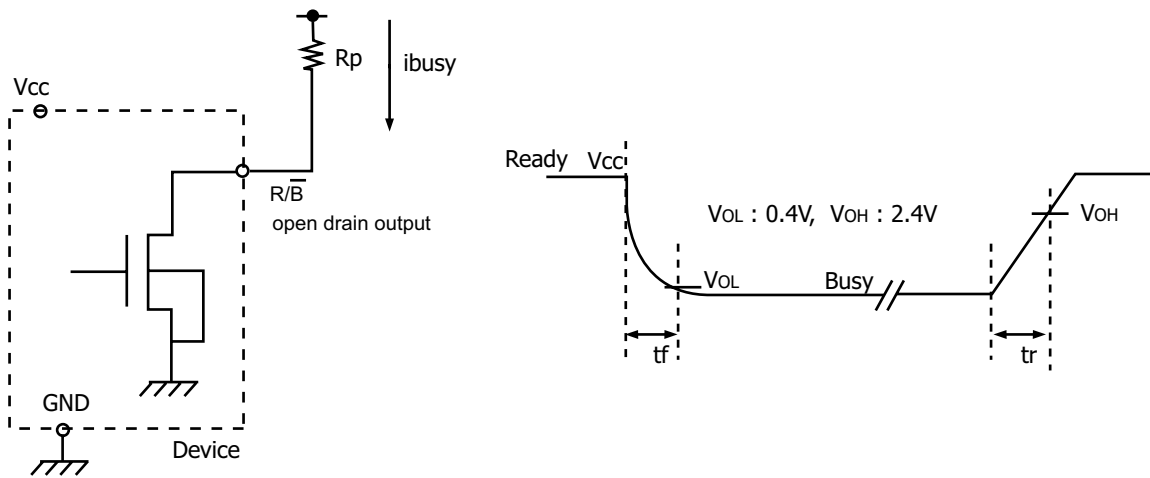 Rp
ibusy
Vcc
R/B̅
open drain output
GND
Device
Ready Vcc
VOL : 0.4V, VOH : 2.4V
VOH
VOL
Busy
tf
tr